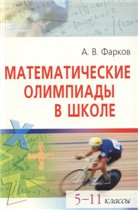 А. В. Фарков
МАТЕМАТИЧЕСКИЕ
ОЛИМПИАДЫ
В ШКОЛЕ
5-11 классы